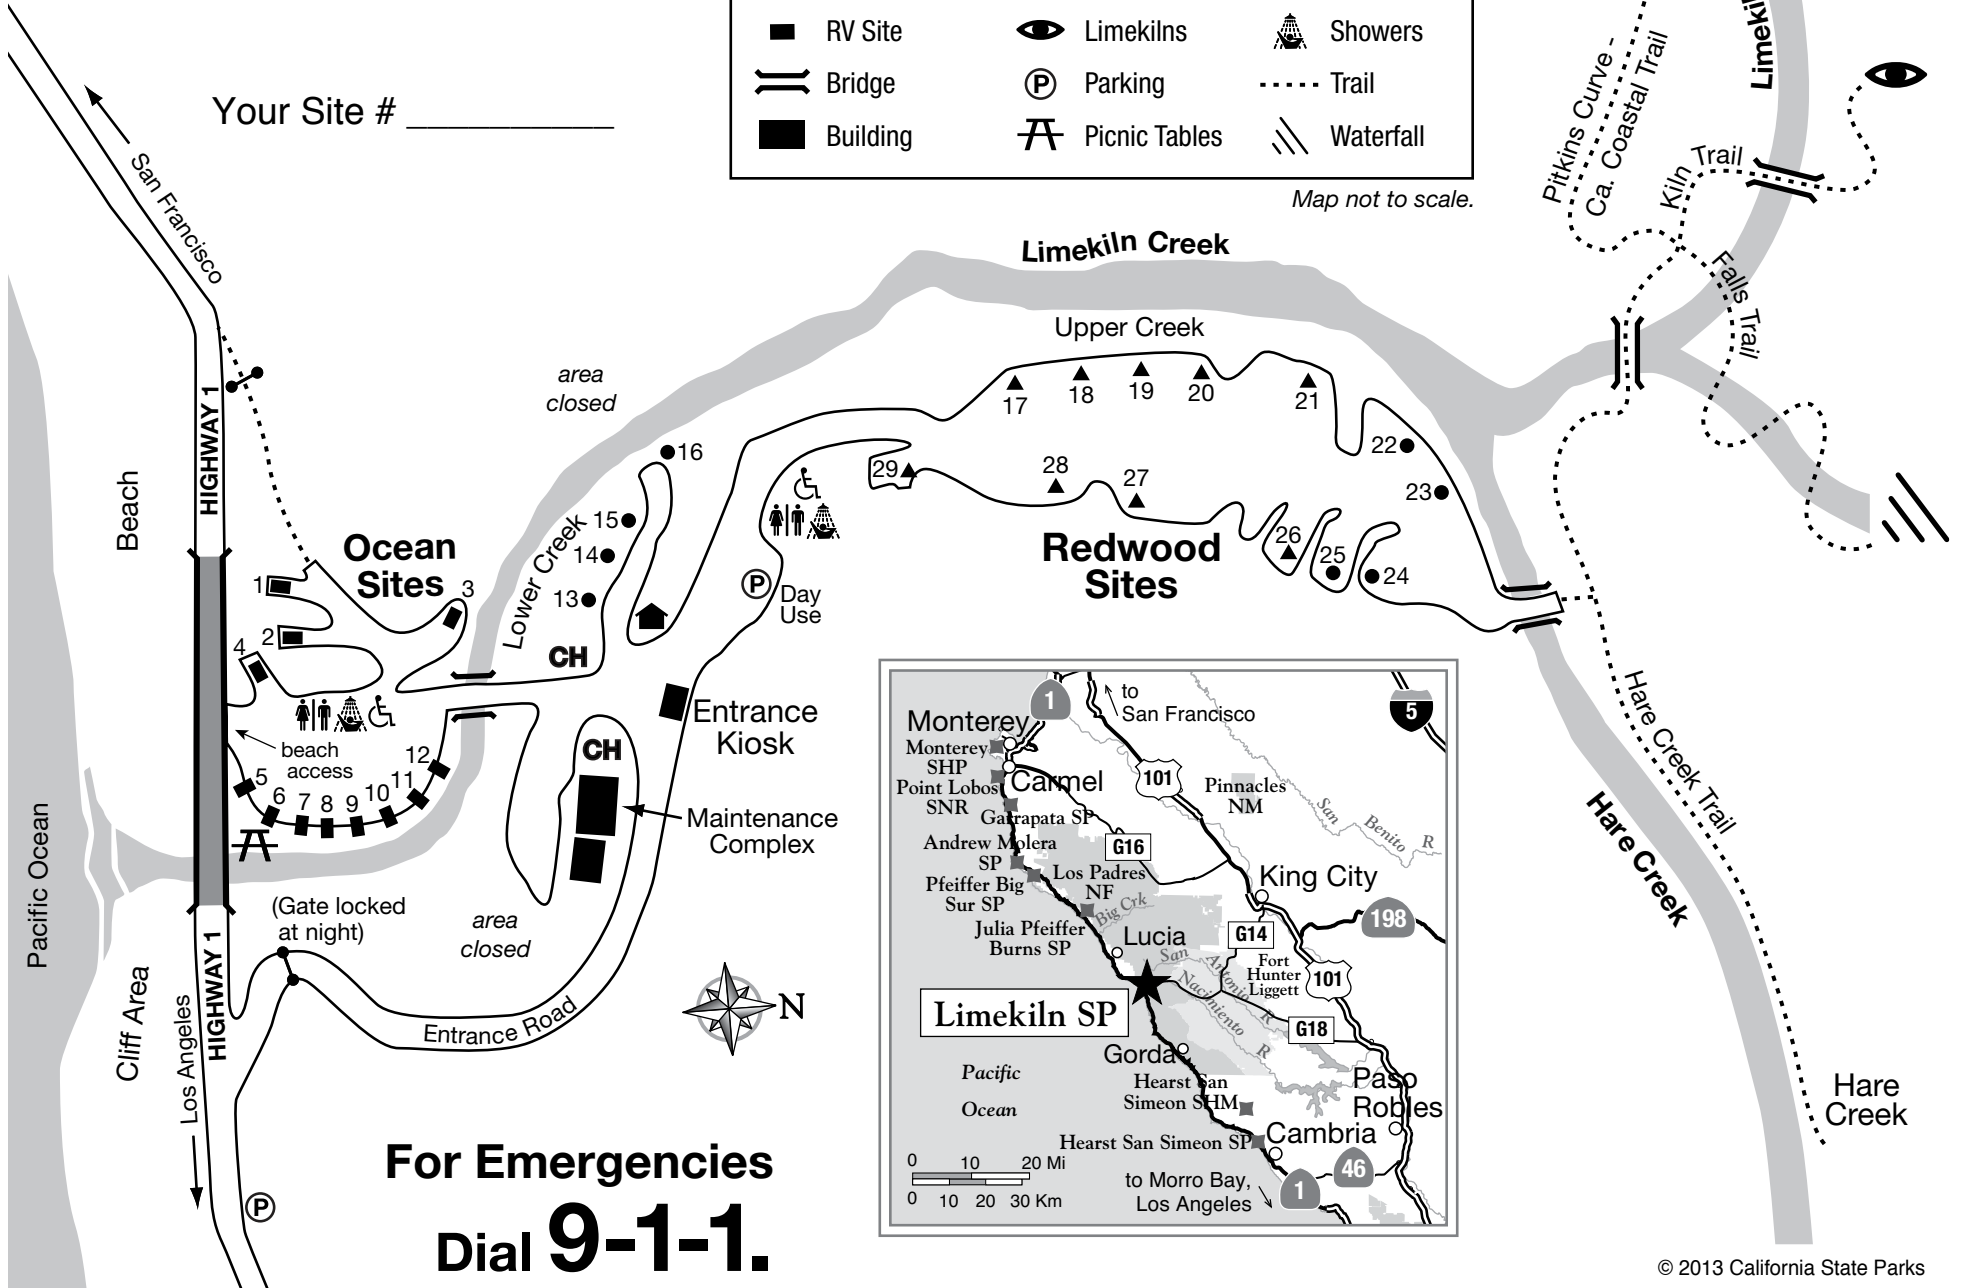 RV Site
Limekilns
Showers
Bridge
P
Parking
Trail
Building
Picnic Tables
Waterfall
Map not to scale.
Your Site # ___________
San Francisco
HIGHWAY 1
Beach
Pacific Ocean
Cliff Area
HIGHWAY 1
Los Angeles
P
Pitkins Curve -
Ca. Coastal Trail
Kiln Trail
Falls Trail
Limekiln Creek
Upper Creek
area
closed
17
18
19
20
21
22
23
24
25
26
27
28
29
Redwood
Sites
16
15
14
13
Lower Creek
CH
P
Day
Use
Ocean
Sites
1
2
3
4
beach
access
5
6
7
8
9
10
11
12
Entrance
Kiosk
CH
Maintenance
Complex
(Gate locked
at night)
area
closed
Entrance Road
N
Hare Creek Trail
Hare Creek
Hare
Creek
For Emergencies
Dial 9-1-1.
1
to
San Francisco
5
Monterey
Monterey
SHP
Carmel
Point Lobos
SNR
Garrapata SP
101
Pinnacles
NM
San Benito R
Andrew Molera
SP
G16
Pfeiffer Big
Sur SP
Los Padres
NF
Big Crk
King City
198
Julia Pfeiffer
Burns SP
Lucia
G14
San Antonio R
Fort
Hunter
Liggett
101
Nacimiento R
Limekiln SP
G18
Gorda
Pacific
Ocean
Hearst San
Simeon SHM
Paso
Robles
Hearst San Simeon SP
Cambria
46
0 10 20 Mi
0 10 20 30 Km
to Morro Bay,
Los Angeles
1
© 2013 California State Parks